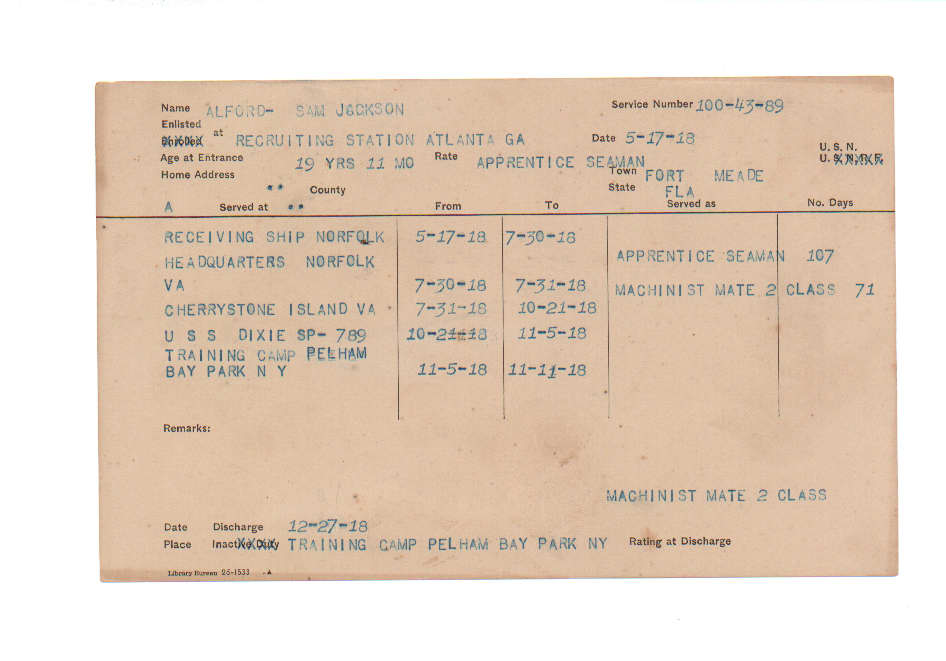 Name ALFORD- SAM JACKSON Service Number 100-43-89
Enlisted
Enrolled at RECRUITING STATION ATLANTA GA Date 5-17-18
U. S. N.
Age at Entrance 19 YRS 11 MO Rate APPRENTICE SEAMAN U. S. N. R. F.
Home Address Town FORT MEADE
" " County State FLA
A Served at " " From To Served as No. Days
RECEIVING SHIP NORFOLK 5-17-18 7-30-18
HEADQUARTERS NORFOLK APPRENTICE SEAMAN 107
VA 7-30-18 7-31-18 MACHINIST MATE 2 CLASS 71
CHERRYSTONE ISLAND VA 7-31-18 10-21-18
U S S DIXIE SP- 789 10-21-18 11-5-18
TRAINING CAMP PELHAM
BAY PARK N Y 11-5-18 11-11-18
Remarks:
MACHINIST MATE 2 CLASS
Date Discharge 12-27-18
Place Inactive Duty TRAINING CAMP PELHAM BAY PARK NY Rating at Discharge
Library Bureau 26-1533 A